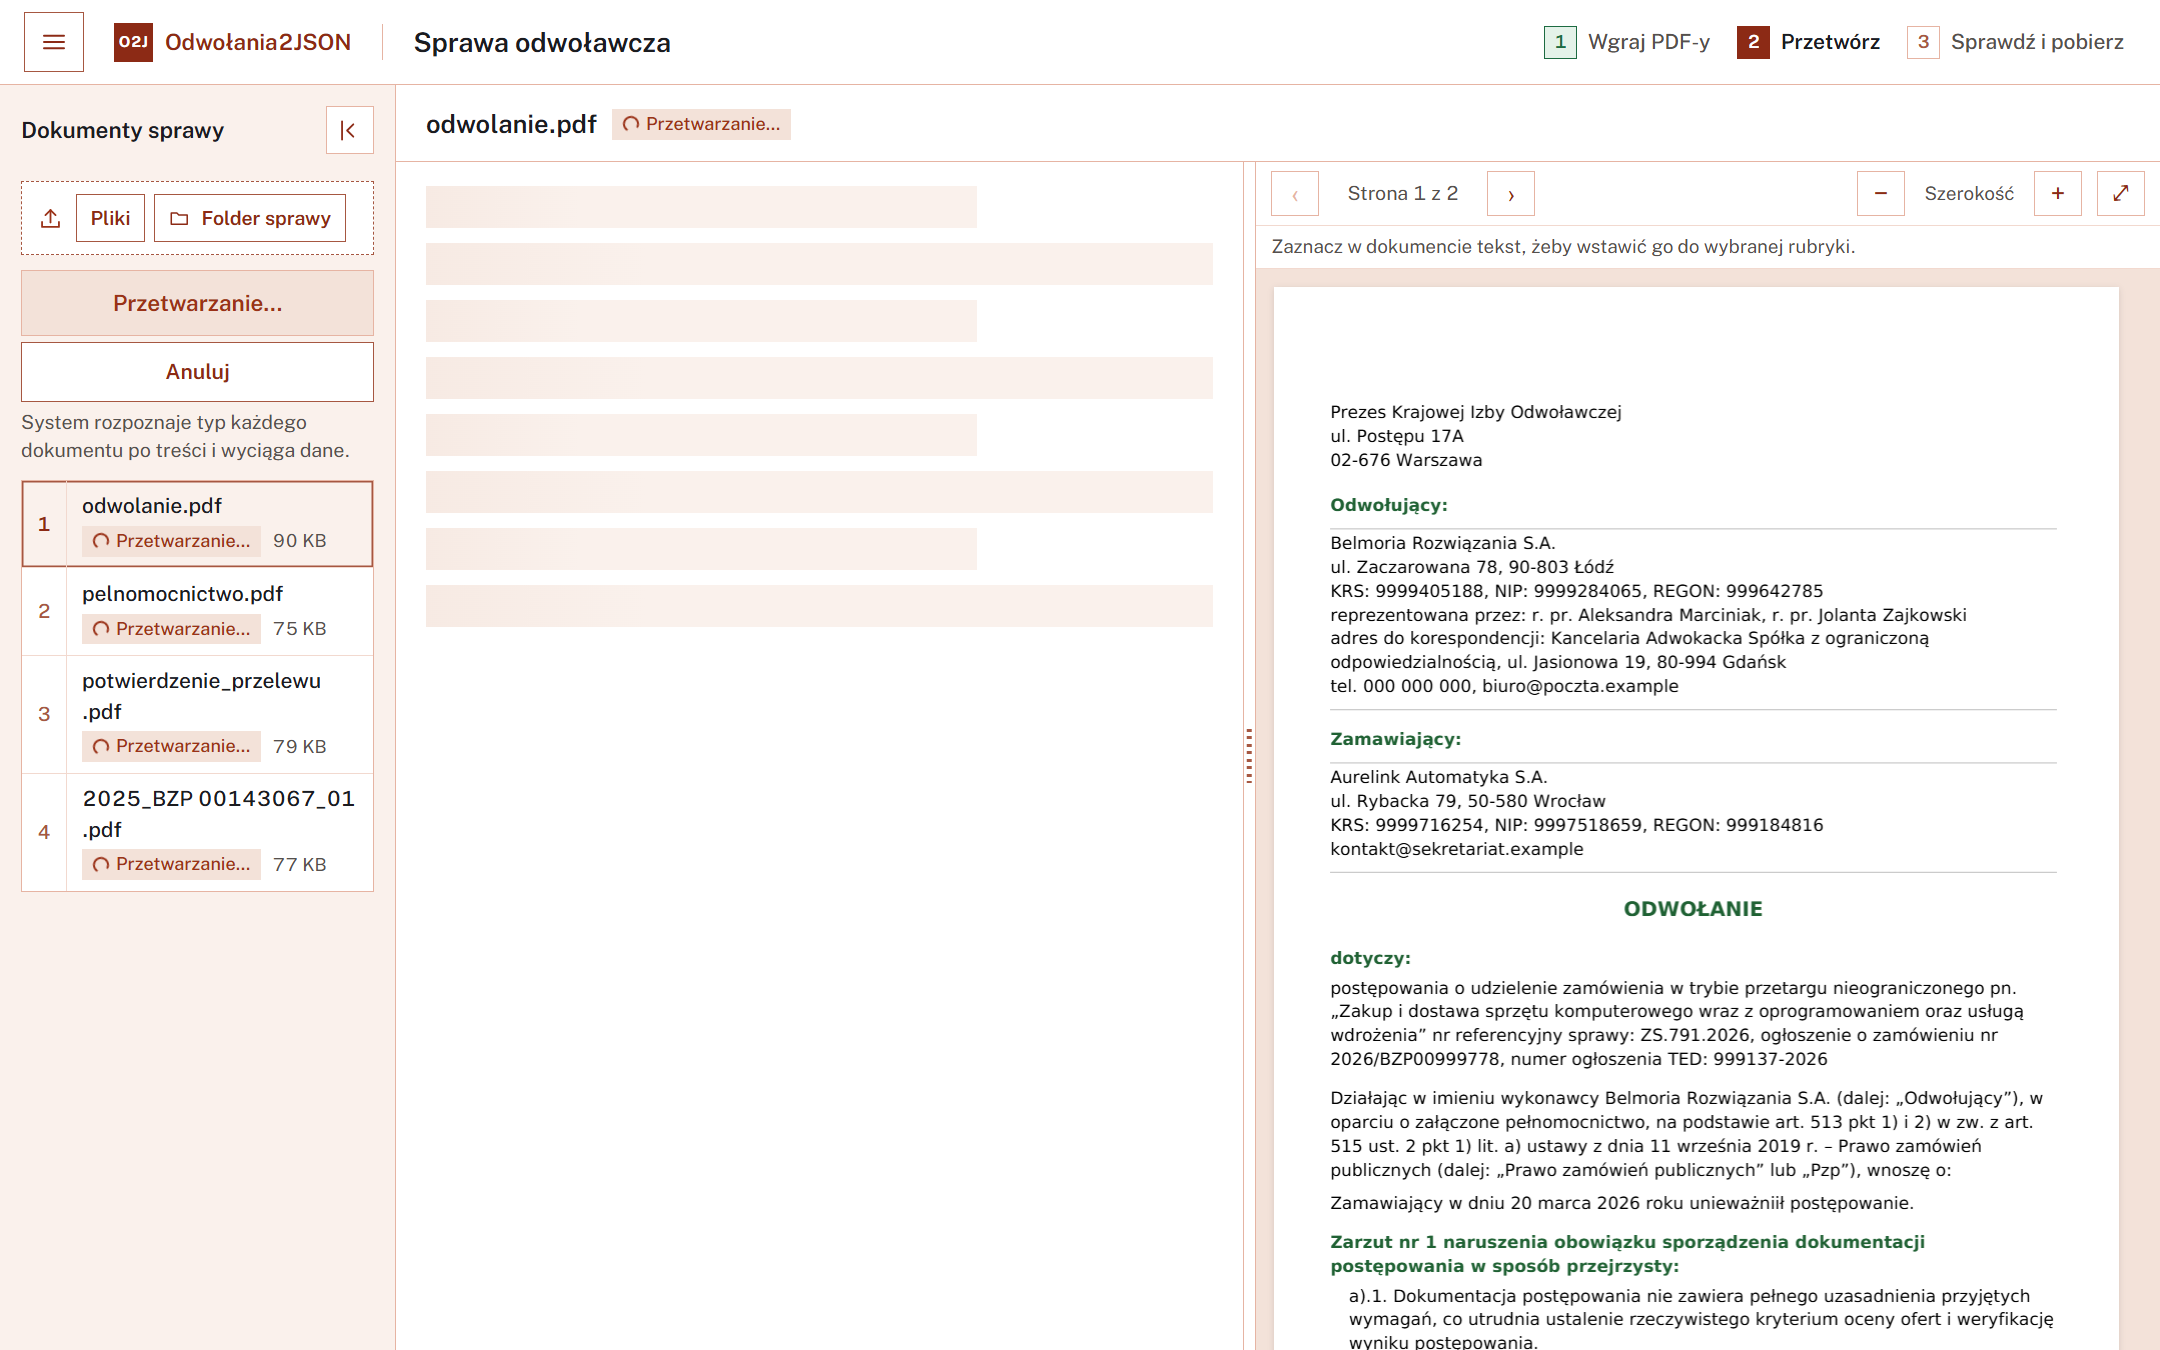 O2J Odwołania2JSON
Sprawa odwoławcza
1 Wgraj PDF-y
2 Przetwórz
3 Sprawdź i pobierz
Dokumenty sprawy
Pliki
Folder sprawy
Przetwarzanie...
Anuluj
System rozpoznaje typ każdego
dokumentu po treści i wyciąga dane.
1
odwolanie.pdf
Przetwarzanie... 90 KB
2
pelnomocnictwo.pdf
Przetwarzanie... 75 KB
3
potwierdzenie_przelewu
.pdf
Przetwarzanie... 79 KB
4
2025_BZP 00143067_01
.pdf
Przetwarzanie... 77 KB
odwolanie.pdf Przetwarzanie...
‹ Strona 1 z 2 › − Szerokość +
Zaznacz w dokumencie tekst, żeby wstawić go do wybranej rubryki.
Prezes Krajowej Izby Odwoławczej
ul. Postępu 17A
02-676 Warszawa
Odwołujący:
Belmoria Rozwiązania S.A.
ul. Zaczarowana 78, 90-803 Łódź
KRS: 9999405188, NIP: 9999284065, REGON: 999642785
reprezentowana przez: r. pr. Aleksandra Marciniak, r. pr. Jolanta Zajkowski
adres do korespondencji: Kancelaria Adwokacka Spółka z ograniczoną
odpowiedzialnością, ul. Jasionowa 19, 80-994 Gdańsk
tel. 000 000 000, biuro@poczta.example
Zamawiający:
Aurelink Automatyka S.A.
ul. Rybacka 79, 50-580 Wrocław
KRS: 9999716254, NIP: 9997518659, REGON: 999184816
kontakt@sekretariat.example
ODWOŁANIE
dotyczy:
postępowania o udzielenie zamówienia w trybie przetargu nieograniczonego pn.
„Zakup i dostawa sprzętu komputerowego wraz z oprogramowaniem oraz usługą
wdrożenia” nr referencyjny sprawy: ZS.791.2026, ogłoszenie o zamówieniu nr
2026/BZP00999778, numer ogłoszenia TED: 999137-2026
Działając w imieniu wykonawcy Belmoria Rozwiązania S.A. (dalej: „Odwołujący”), w
oparciu o załączone pełnomocnictwo, na podstawie art. 513 pkt 1) i 2) w zw. z art.
515 ust. 2 pkt 1) lit. a) ustawy z dnia 11 września 2019 r. – Prawo zamówień
publicznych (dalej: „Prawo zamówień publicznych” lub „Pzp”), wnoszę o:
Zamawiający w dniu 20 marca 2026 roku unieważniił postępowanie.
Zarzut nr 1 naruszenia obowiązku sporządzenia dokumentacji
postępowania w sposób przejrzysty:
a).1. Dokumentacja postępowania nie zawiera pełnego uzasadnienia przyjętych
wymagań, co utrudnia ustalenie rzeczywistego kryterium oceny ofert i weryfikację
wyniku postępowania.